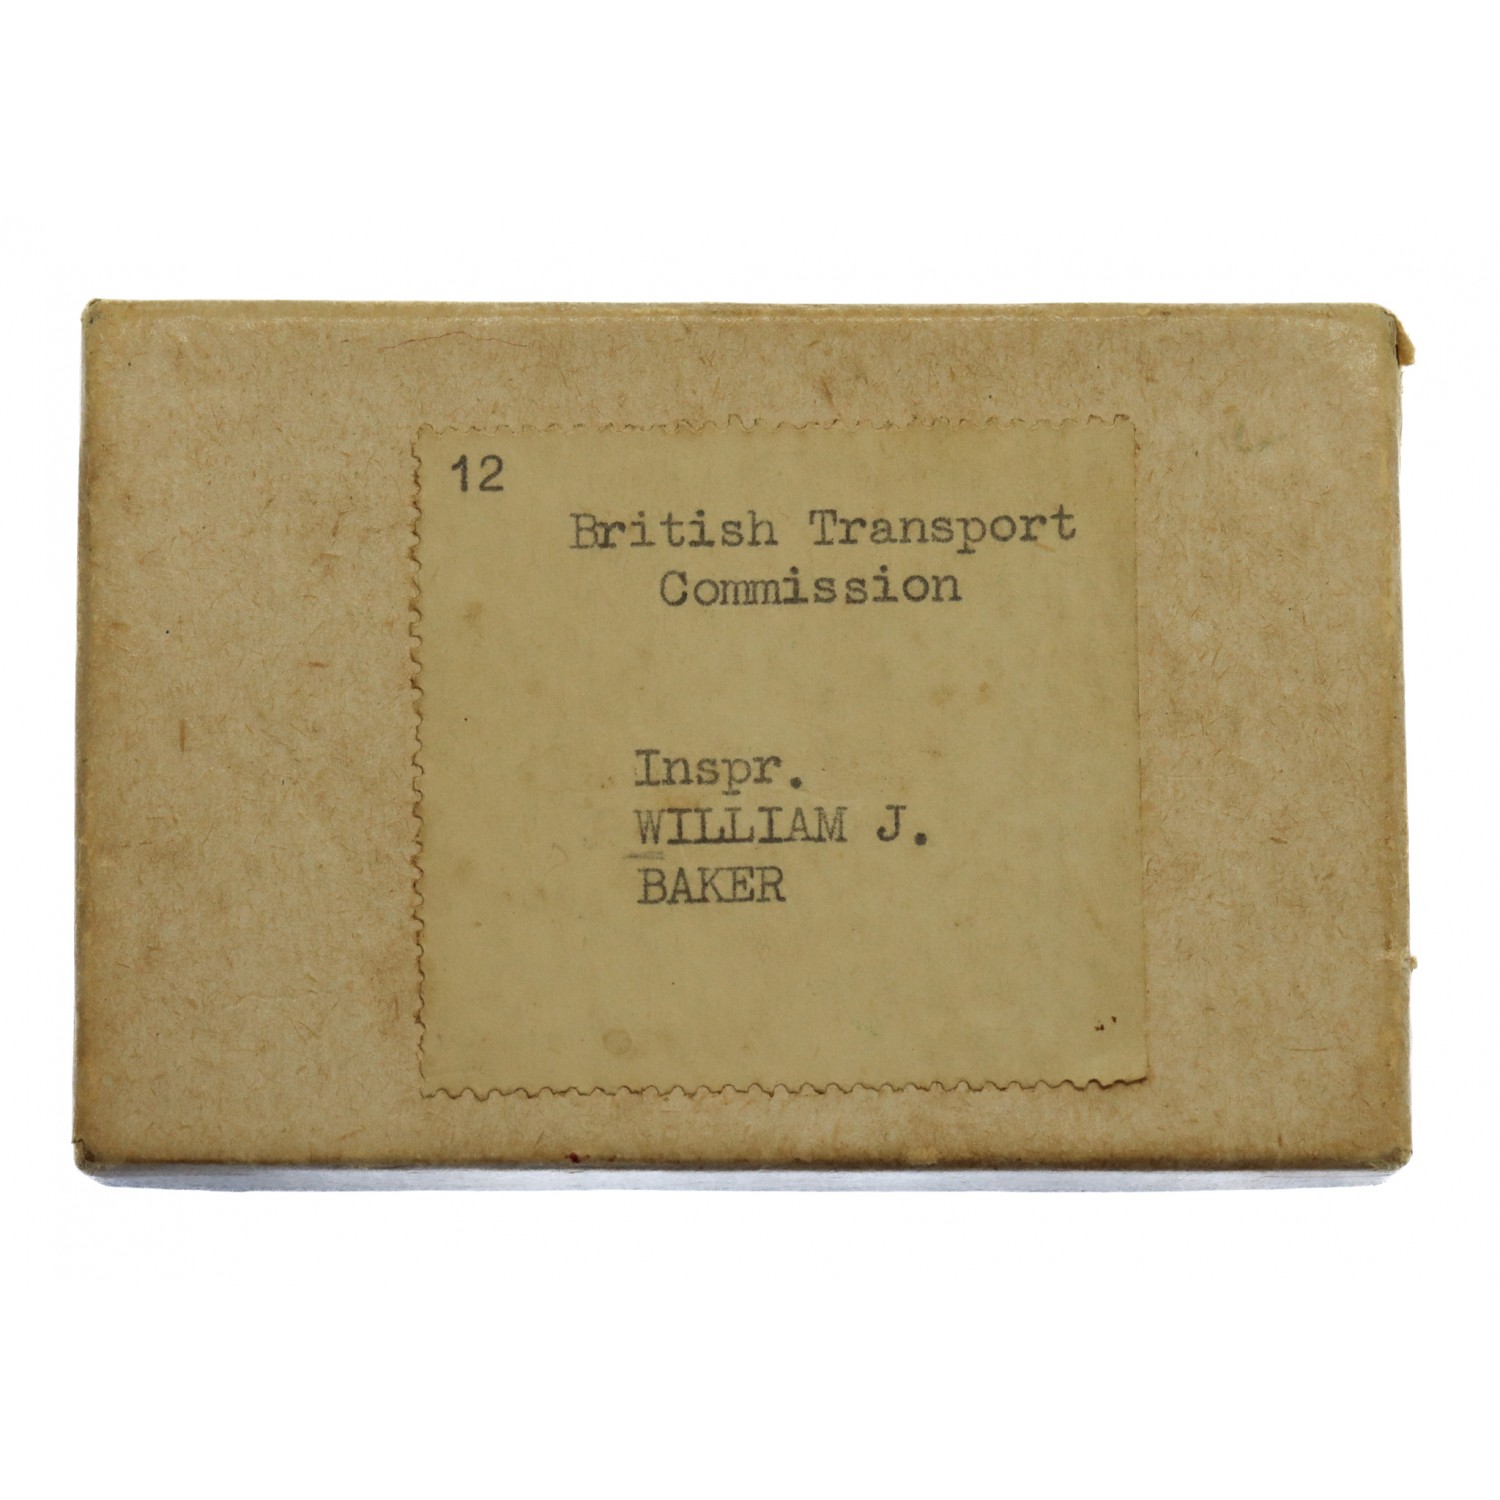 12
British Transport
Commission
Inspr.
WILLIAM J.
BAKER